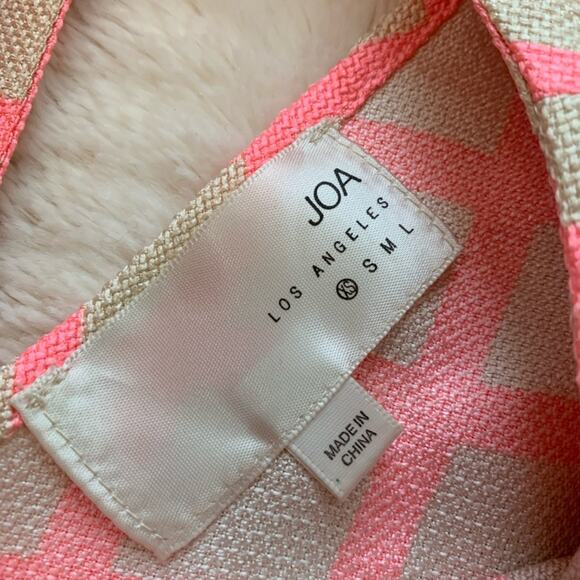 JOA
LOS ANGELES
XS S M L
MADE IN
CHINA